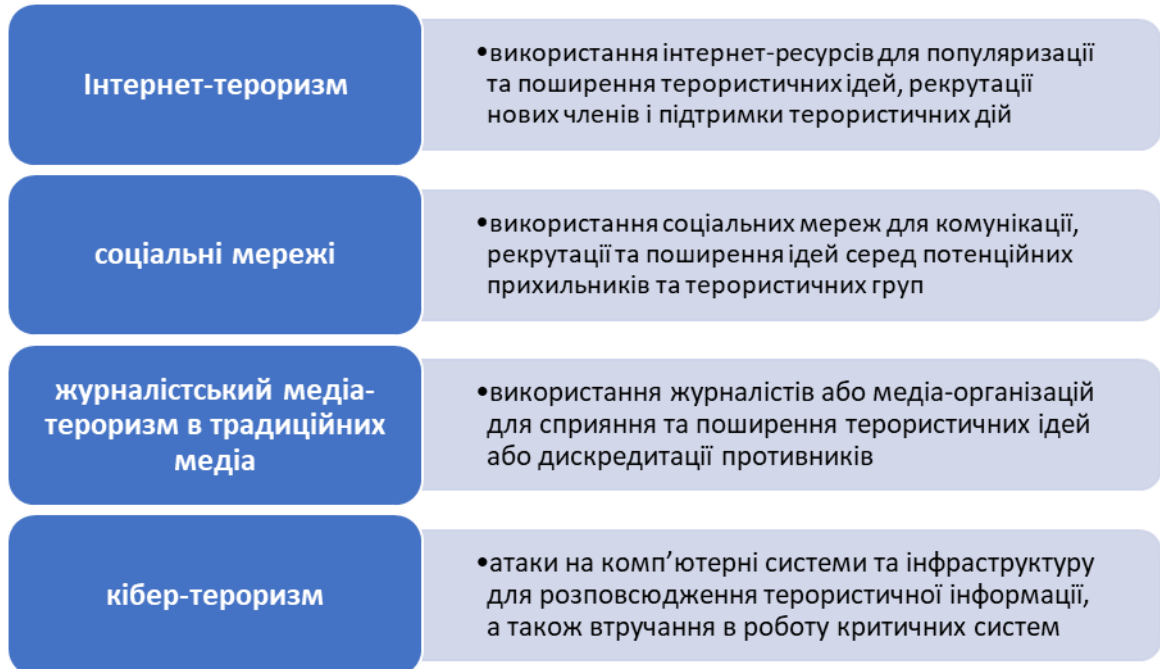 Інтернет-тероризм
•використання інтернет-ресурсів для популяризації
та поширення терористичних ідей, рекрутації
нових членів і підтримки терористичних дій
соціальні мережі
•використання соціальних мереж для комунікації,
рекрутації та поширення ідей серед потенційних
прихильників та терористичних груп
журналістський медіа-
тероризм в традиційних
медіа
•використання журналістів або медіа-організацій
для сприяння та поширення терористичних ідей
або дискредитації противників
кібер-тероризм
•атаки на комп’ютерні системи та інфраструктуру
для розповсюдження терористичної інформації,
а також втручання в роботу критичних систем